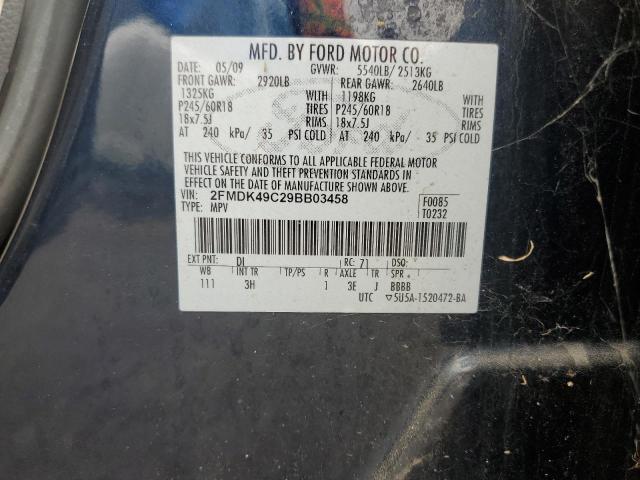 MFD. BY FORD MOTOR CO.
DATE: 05/09 GVWR: 5540LB/ 2513KG
FRONT GAWR: 2920LB REAR GAWR: 2640LB
1325KG WITH 1198KG WITH
P245/60R18 TIRES P245/60R18 TIRES
18x7.5J RIMS 18x7.5J RIMS
AT 240 kPa/ 35 PSI COLD AT 240 kPa/ 35 PSI COLD
THIS VEHICLE CONFORMS TO ALL APPLICABLE FEDERAL MOTOR
VEHICLE SAFETY AND THEFT PREVENTION STANDARDS IN
EFFECT ON THE DATE OF MANUFACTURE SHOWN ABOVE.
VIN: 2FMDK49C29BB03458 F0085
TYPE: MPV T0232
EXT PNT: DI RC: 71 DSO:
WB INT TR TP/PS R AXLE TR SPR
111 3H 1 3E J BBBB
UTC ▽5U5A-1520472-BA